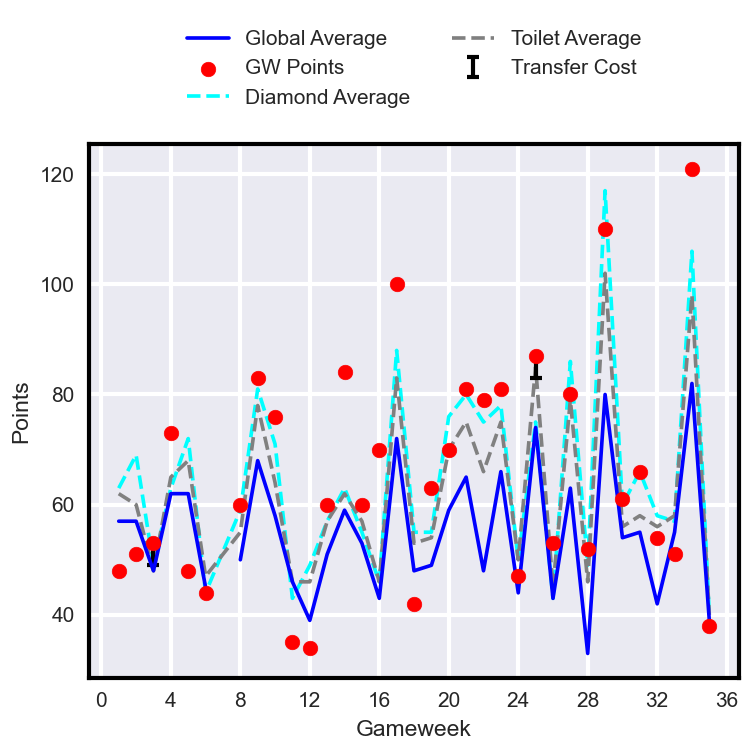 Global Average
GW Points
Diamond Average
Toilet Average
Transfer Cost
120
100
80
60
40
Points
0 4 8 12 16 20 24 28 32 36
Gameweek